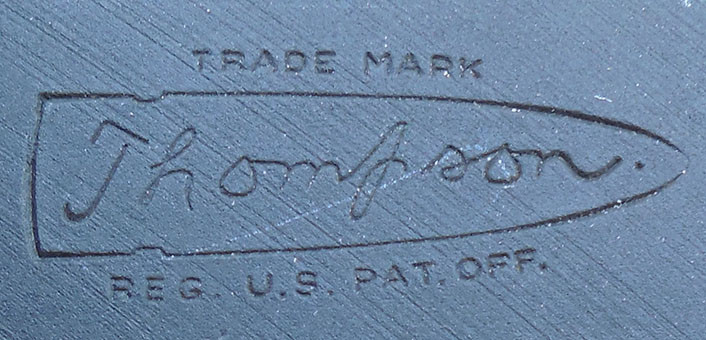 TRADE MARK
Thompson.
REG. U.S. PAT. OFF.